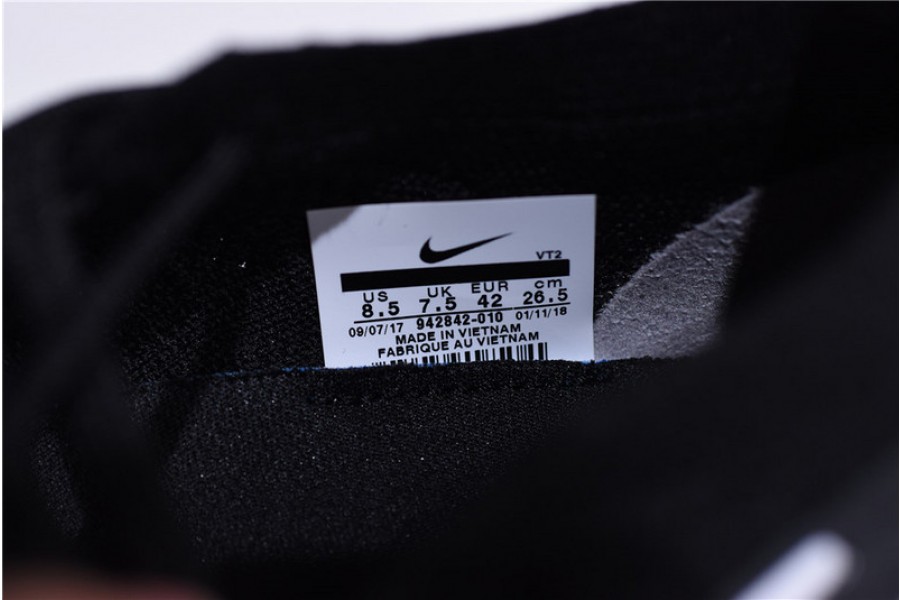 VT2
US UK EUR cm
8.5 7.5 42 26.5
09/07/17 942842-010 01/11/18
MADE IN VIETNAM
FABRIQUE AU VIETNAM